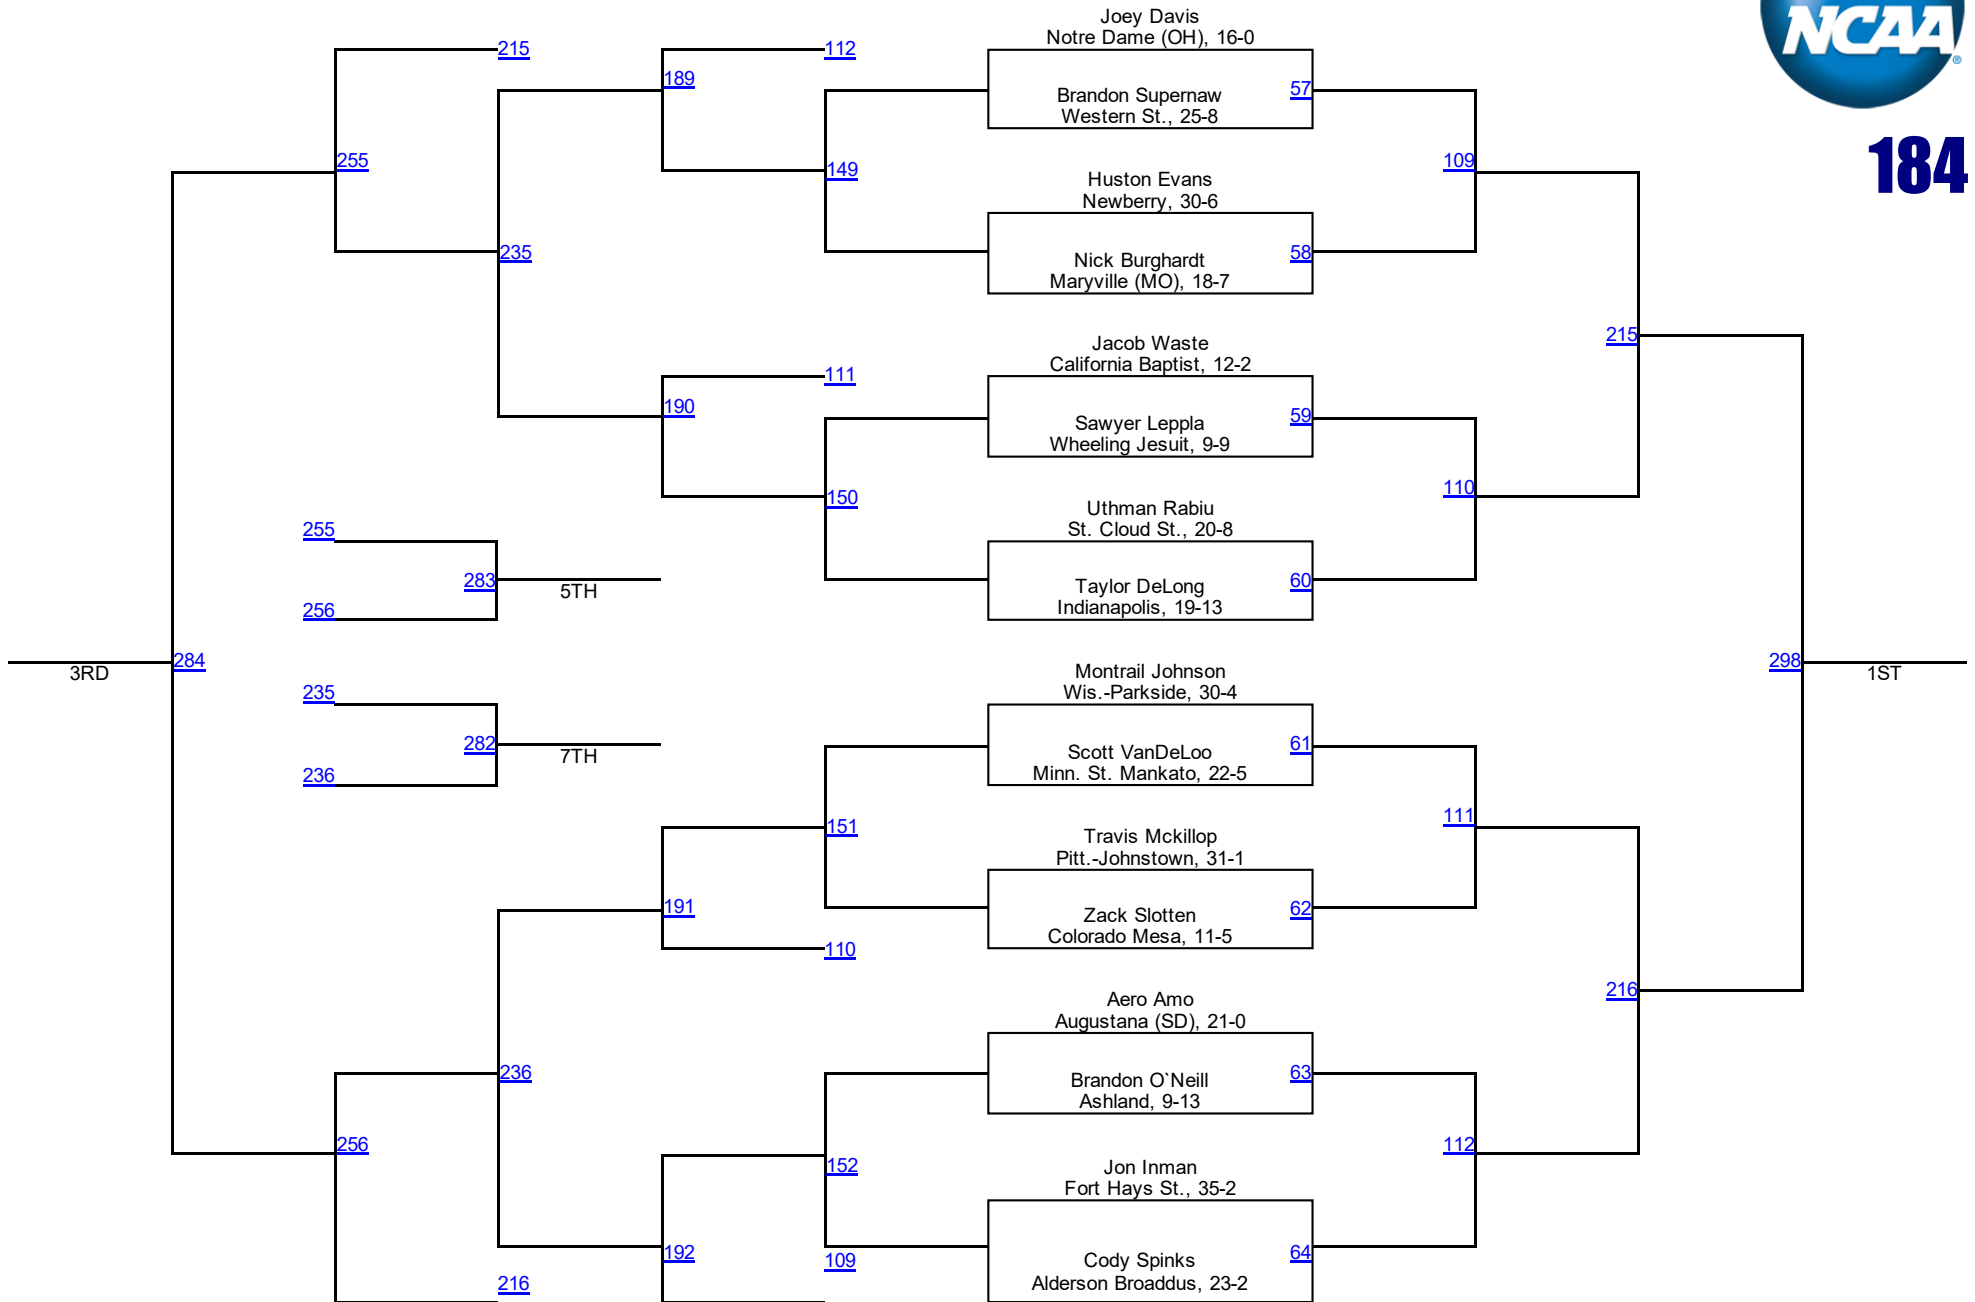 Joey Davis
Notre Dame (OH), 16-0
NCAA
®
215
112
189
Brandon Supernaw
57
Western St., 25-8
184
255
149
109
Huston Evans
Newberry, 30-6
235
Nick Burghardt
58
Maryville (MO), 18-7
215
Jacob Waste
California Baptist, 12-2
111
190
Sawyer Leppla
59
Wheeling Jesuit, 9-9
150
110
Uthman Rabiu
St. Cloud St., 20-8
255
283
5TH
Taylor DeLong
60
Indianapolis, 19-13
256
3RD
284
Montrail Johnson
Wis.-Parkside, 30-4
298
1ST
235
282
7TH
Scott VanDeLoo
61
Minn. St. Mankato, 22-5
236
151
111
Travis Mckillop
Pitt.-Johnstown, 31-1
191
Zack Slotten
62
Colorado Mesa, 11-5
110
216
Aero Amo
Augustana (SD), 21-0
236
Brandon O`Neill
63
Ashland, 9-13
256
152
112
Jon Inman
Fort Hays St., 35-2
192
109
Cody Spinks
64
Alderson Broaddus, 23-2
216